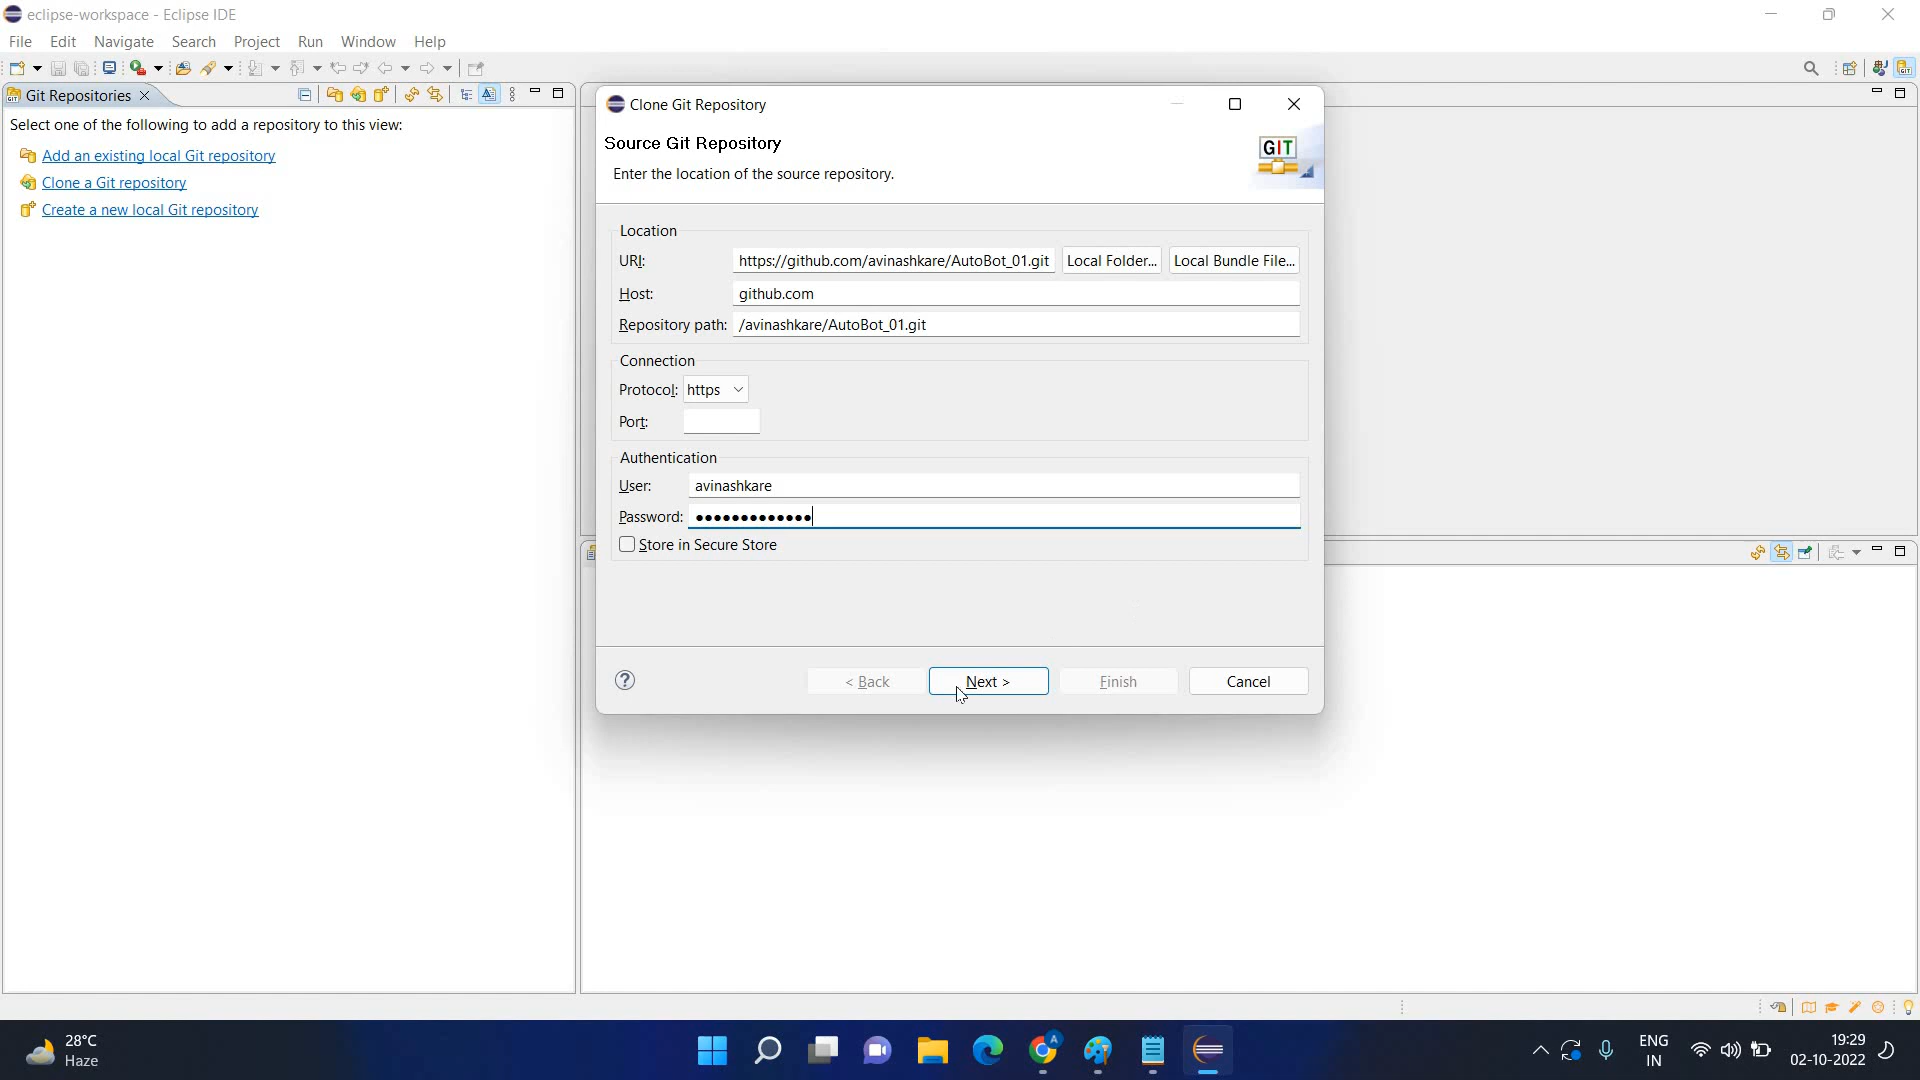 eclipse-workspace - Eclipse IDE
File Edit Navigate Search Project Run Window Help
Git Repositories
Select one of the following to add a repository to this view:
Add an existing local Git repository
Clone a Git repository
Create a new local Git repository
Clone Git Repository
Source Git Repository
Enter the location of the source repository.
GIT
Location
URI: https://github.com/avinashkare/AutoBot_01.git Local Folder... Local Bundle File...
Host: github.com
Repository path: /avinashkare/AutoBot_01.git
Connection
Protocol: https
Port:
Authentication
User: avinashkare
Password: ●●●●●●●●●●●●●
Store in Secure Store
< Back Next > Finish Cancel
28°C
Haze
ENG
IN
19:29
02-10-2022